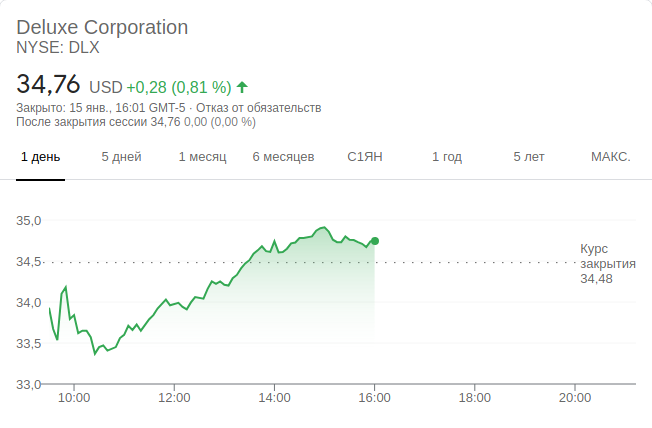 Deluxe Corporation
NYSE: DLX
34,76 USD +0,28 (0,81 %)
Закрыто: 15 янв., 16:01 GMT-5 · Отказ от обязательств
После закрытия сессии 34,76 0,00 (0,00 %)
1 день 5 дней 1 месяц 6 месяцев С1ЯН 1 год 5 лет МАКС.
35,0
34,5
34,0
33,5
33,0
Курс
закрытия
34,48
10:00 12:00 14:00 16:00 18:00 20:00